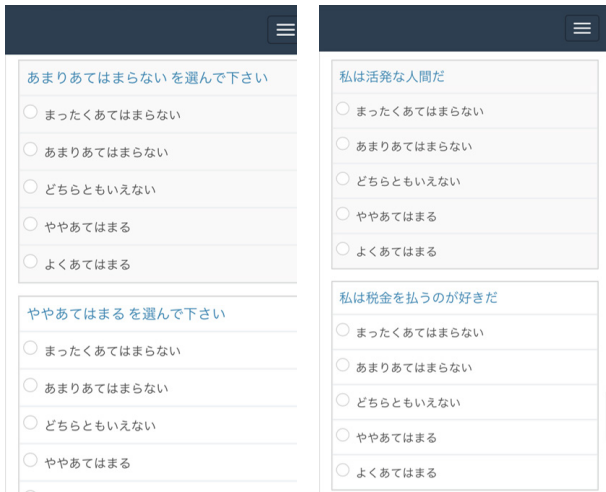 あまりあてはまらない を選んで下さい
まったくあてはまらない
あまりあてはまらない
どちらともいえない
ややあてはまる
よくあてはまる
ややあてはまる を選んで下さい
まったくあてはまらない
あまりあてはまらない
どちらともいえない
ややあてはまる
私は活発な人間だ
まったくあてはまらない
あまりあてはまらない
どちらともいえない
ややあてはまる
よくあてはまる
私は税金を払うのが好きだ
まったくあてはまらない
あまりあてはまらない
どちらともいえない
ややあてはまる
よくあてはまる